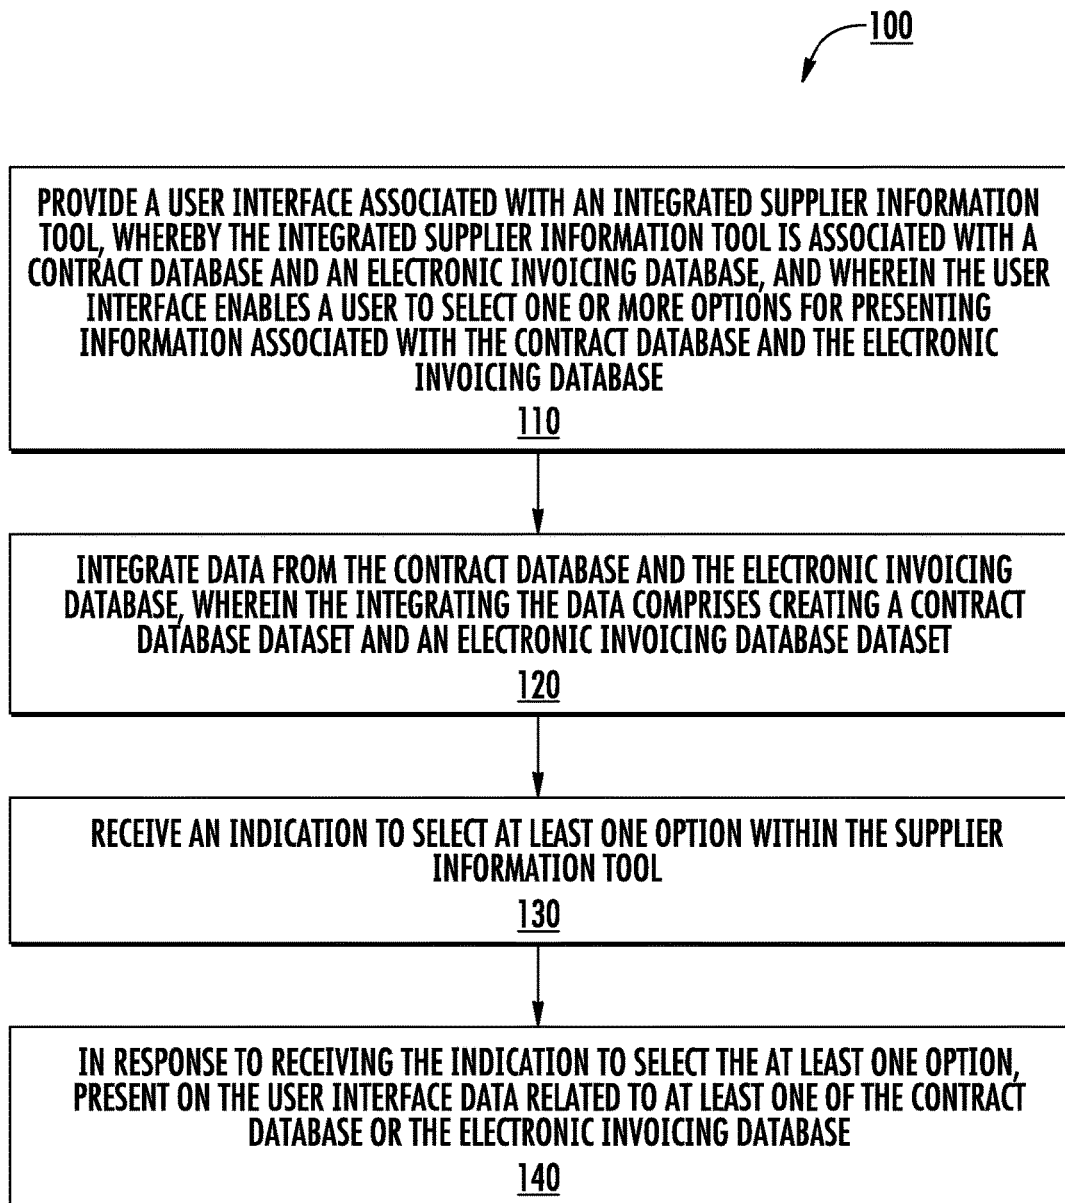 100
PROVIDE A USER INTERFACE ASSOCIATED WITH AN INTEGRATED SUPPLIER INFORMATION
TOOL, WHEREBY THE INTEGRATED SUPPLIER INFORMATION TOOL IS ASSOCIATED WITH A
CONTRACT DATABASE AND AN ELECTRONIC INVOICING DATABASE, AND WHEREIN THE USER
INTERFACE ENABLES A USER TO SELECT ONE OR MORE OPTIONS FOR PRESENTING
INFORMATION ASSOCIATED WITH THE CONTRACT DATABASE AND THE ELECTRONIC
INVOICING DATABASE
110
INTEGRATE DATA FROM THE CONTRACT DATABASE AND THE ELECTRONIC INVOICING
DATABASE, WHEREIN THE INTEGRATING THE DATA COMPRISES CREATING A CONTRACT
DATABASE DATASET AND AN ELECTRONIC INVOICING DATABASE DATASET
120
RECEIVE AN INDICATION TO SELECT AT LEAST ONE OPTION WITHIN THE SUPPLIER
INFORMATION TOOL
130
IN RESPONSE TO RECEIVING THE INDICATION TO SELECT THE AT LEAST ONE OPTION,
PRESENT ON THE USER INTERFACE DATA RELATED TO AT LEAST ONE OF THE CONTRACT
DATABASE OR THE ELECTRONIC INVOICING DATABASE
140